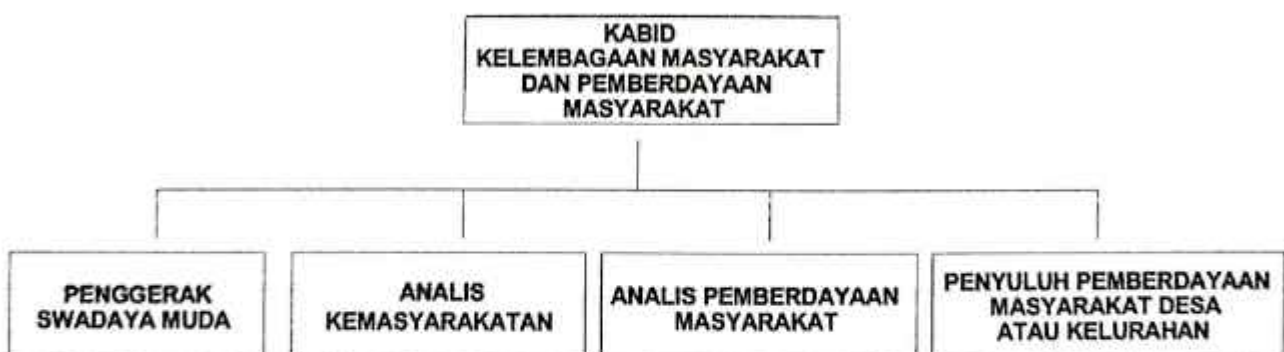 KABID
KELEMBAGAAN MASYARAKAT
DAN PEMBERDAYAAN
MASYARAKAT
PENGGERAK
SWADAYA MUDA
ANALIS
KEMASYARAKATAN
ANALIS PEMBERDAYAAN
MASYARAKAT
PENYULUH PEMBERDAYAAN
MASYARAKAT DESA
ATAU KELURAHAN